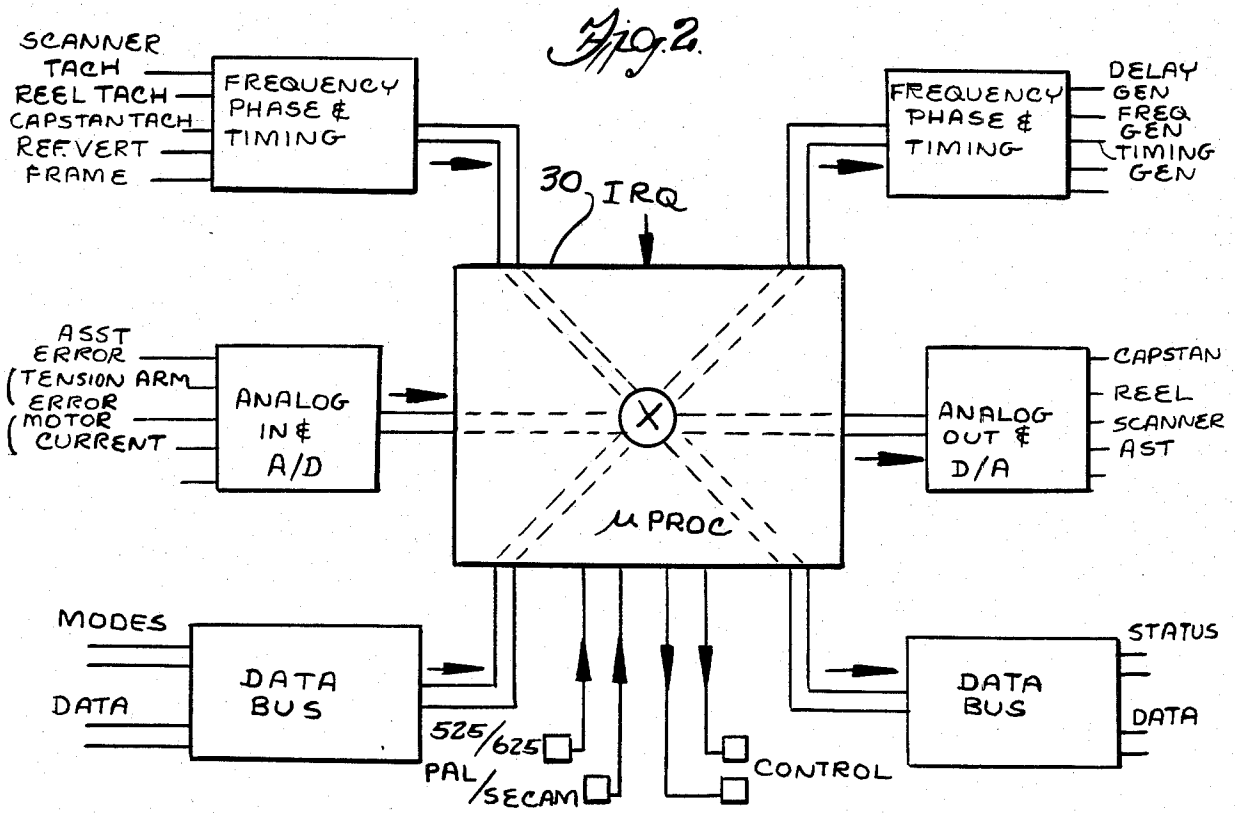 Fig. 2.
SCANNER
TACH
REEL TACH
CAPSTAN TACH
REF. VERT
FRAME
FREQUENCY
PHASE &
TIMING
FREQUENCY
PHASE &
TIMING
DELAY
GEN
FREQ
GEN
TIMING
GEN
30
IRQ
ASST
ERROR
(TENSION ARM
ERROR
(MOTOR
CURRENT
ANALOG
IN &
A/D
X
μ PROC
ANALOG
OUT &
D/A
CAPSTAN
REEL
SCANNER
AST
MODES
DATA
DATA
BUS
525/625
PAL
/SECAM
CONTROL
DATA
BUS
STATUS
DATA